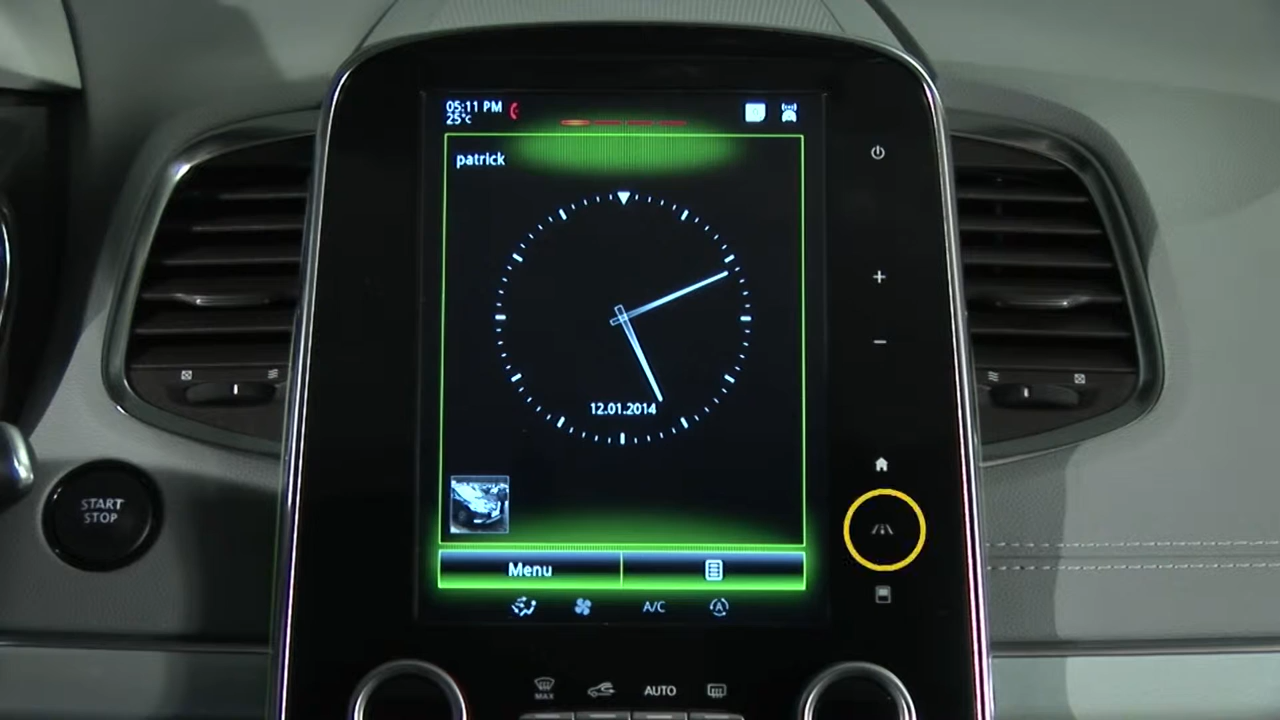 05:11 PM
25°C
patrick
12.01.2014
START
STOP
Menu
A/C
A
MAX
AUTO